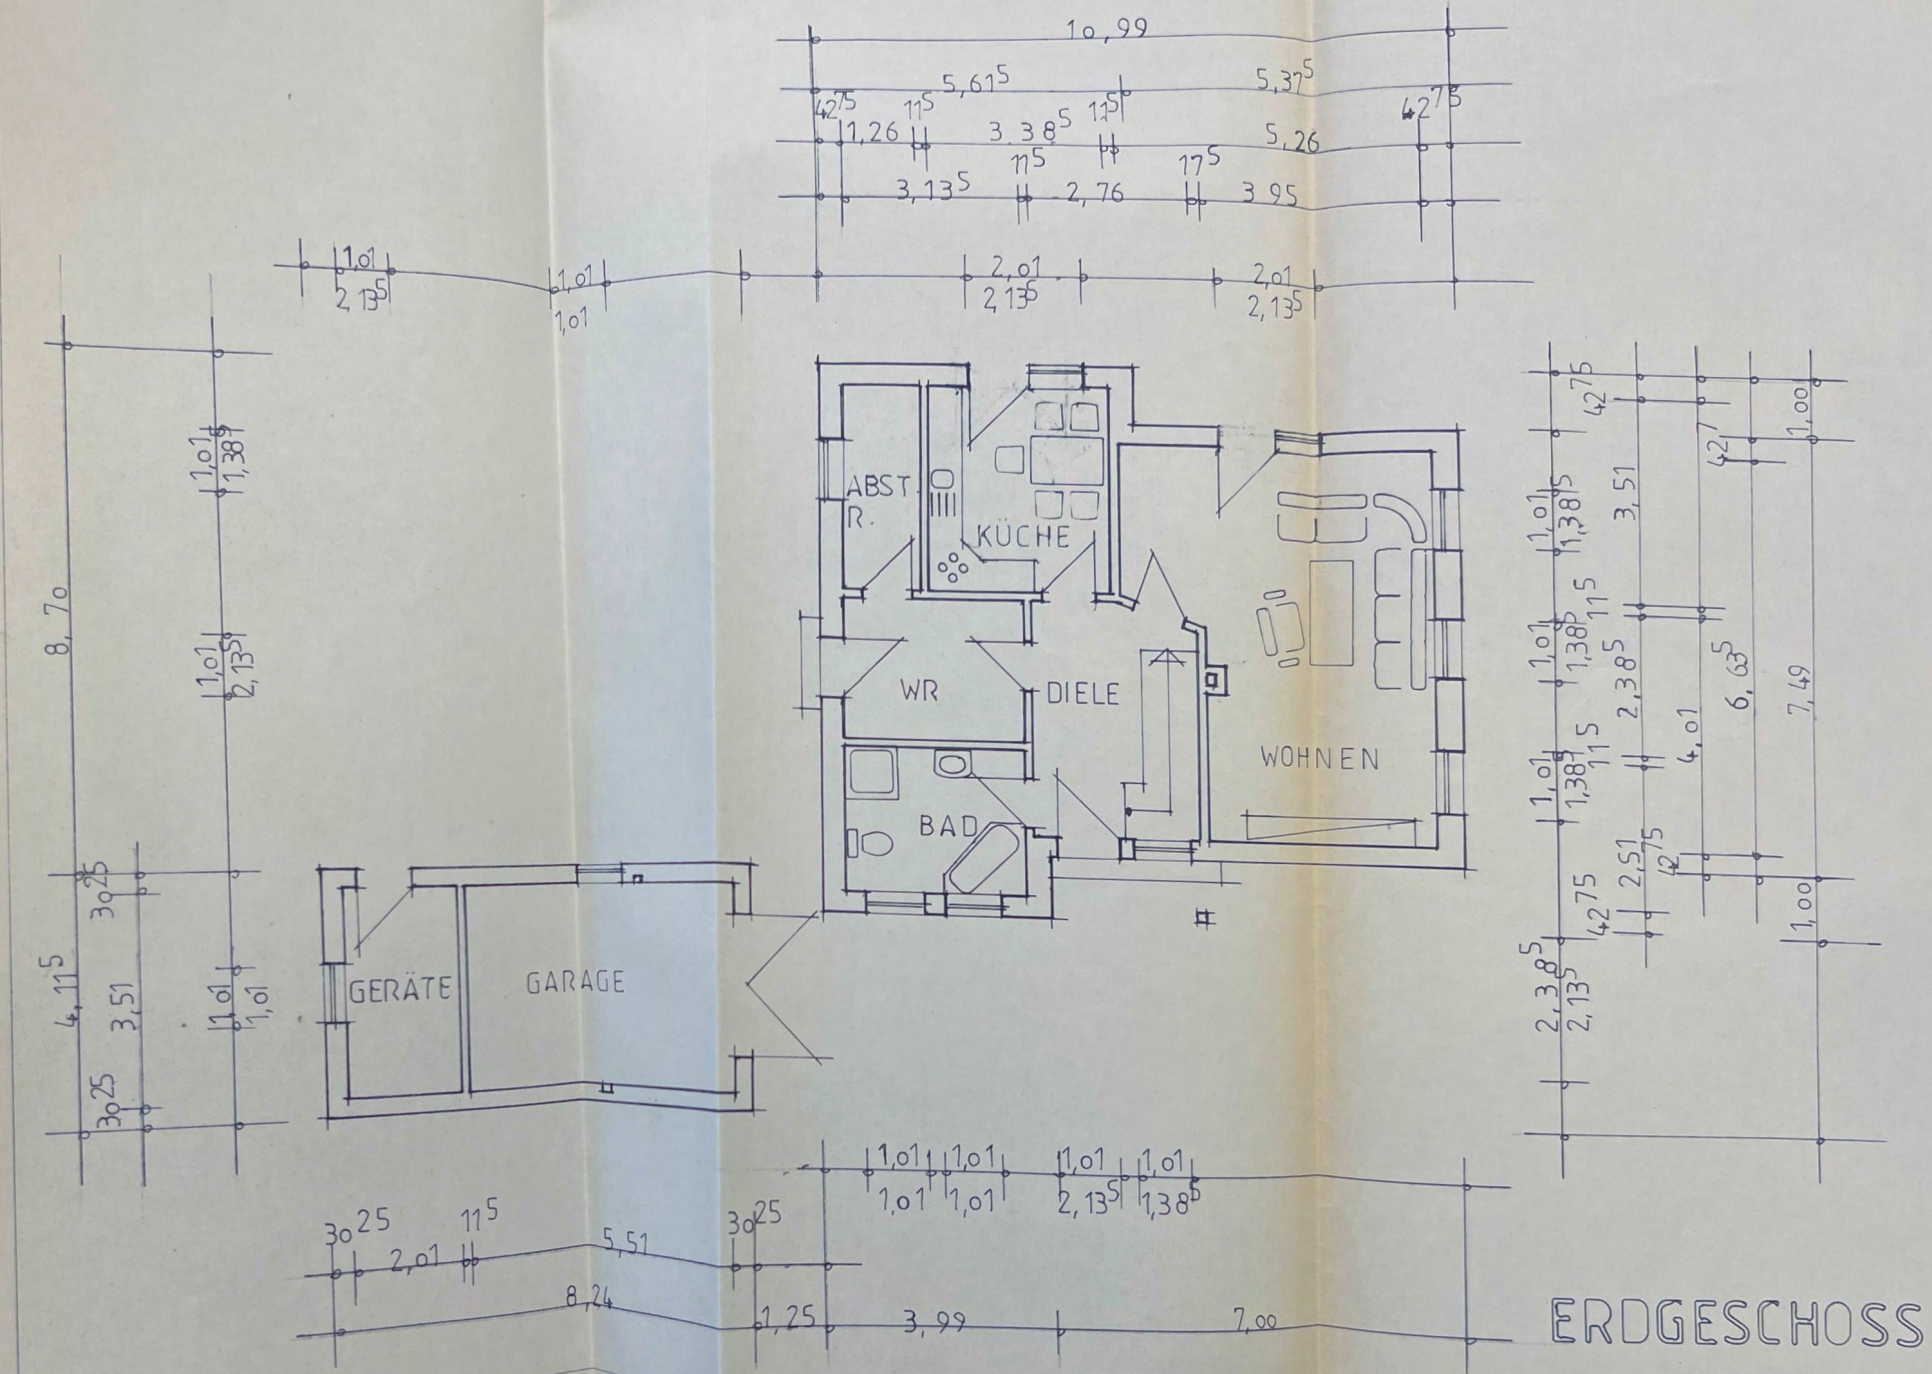 10,99
5,61⁵ 5,37⁵
42⁷⁵ 11⁵ 11⁵ 42⁷⁵
1,26 3.38⁵ 5,26
11⁵ 17⁵
3,13⁵ 2,76 3 95
1,01 1,01 2,01 2,01
2,13⁵ 1,01 2,13⁵ 2,13⁵
8,70
1,01
1,38⁵
1,01
2,13⁵
4,11⁵
30²⁵
3,51
30²⁵
1,01
1,01
ABST.
R.
KÜCHE
WR
DIELE
WOHNEN
BAD
GERÄTE
GARAGE
1,01
1,38⁵
1,01
1,38⁵
1,01
1,38⁵
2,38⁵
2,13⁵
42⁷⁵
3,51
11⁵
2,38⁵
11⁵
2,51
42⁷⁵
4,01
42⁷⁵
6,63⁵
1,00
7,49
1,00
1,01 1,01 1,01 1,01
1,01 1,01 2,13⁵ 1,38⁵
30²⁵ 11⁵ 30²⁵
2,01 5,51
8,24
1,25 3,99 7,00
ERDGESCHOSS